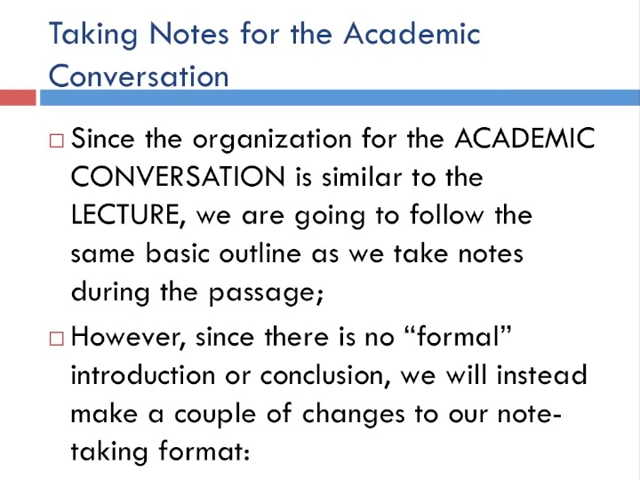 Taking Notes for the Academic
Conversation
Since the organization for the ACADEMIC
CONVERSATION is similar to the
LECTURE, we are going to follow the
same basic outline as we take notes
during the passage;
However, since there is no “formal”
introduction or conclusion, we will instead
make a couple of changes to our note-
taking format: